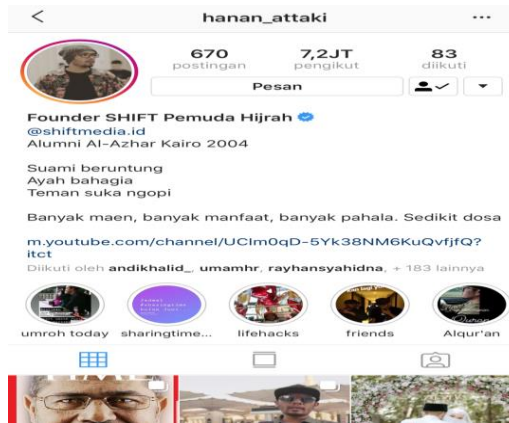 hanan_attaki
670
7,2JT
83
postingan
pengikut
diikuti
Pesan
Founder SHIFT Pemuda Hijrah
@shiftmedia.id
Alumni Al-Azhar Kairo 2004
Suami beruntung
Ayah bahagia
Teman suka ngopi
Banyak maen, banyak manfaat, banyak pahala. Sedikit dosa
m.youtube.com/channel/UClm0qD-5Yk38NM6KuQvfjfQ?
itct
Diikuti oleh andikhalid_, umamhr, rayhansyahidna, + 183 lainnya
umroh today
sharingtime...
lifehacks
friends
Alqur'an